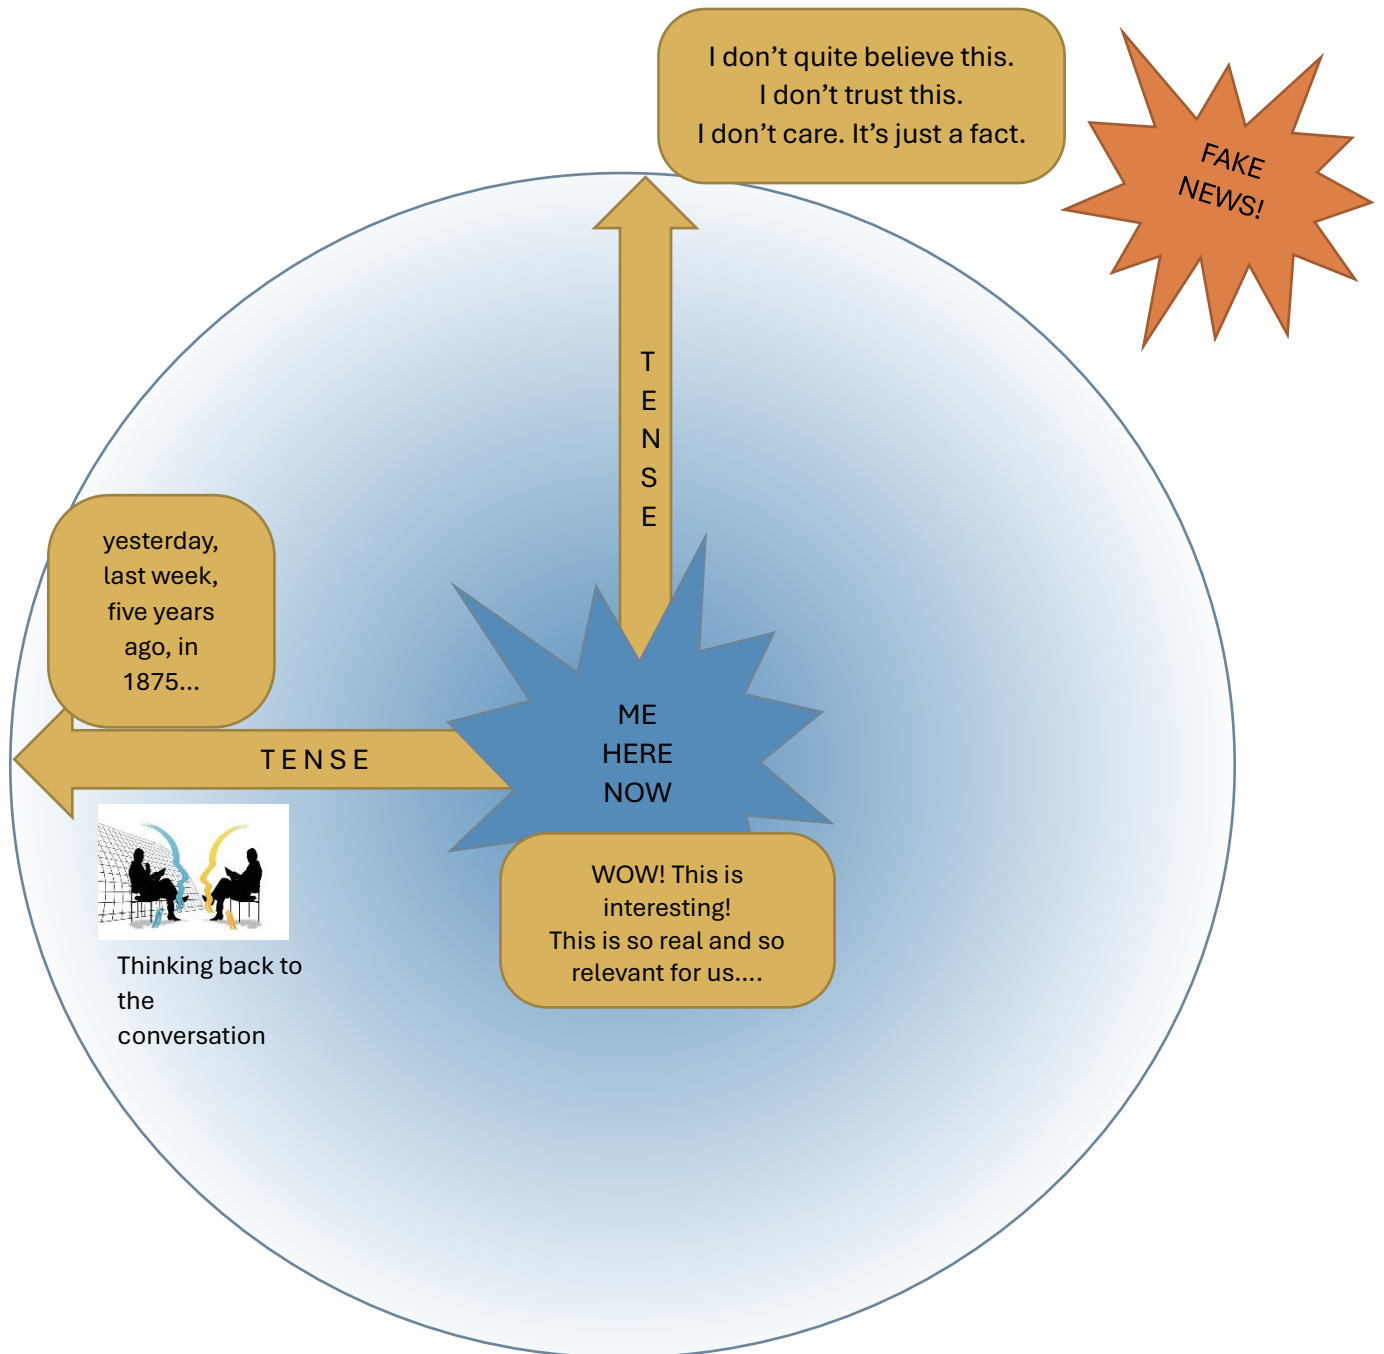 I don’t quite believe this.
I don’t trust this.
I don’t care. It’s just a fact.
FAKE
NEWS!
T
E
N
S
E
yesterday,
last week,
five years
ago, in
1875...
T E N S E
ME
HERE
NOW
WOW! This is
interesting!
This is so real and so
relevant for us....
Thinking back to
the
conversation